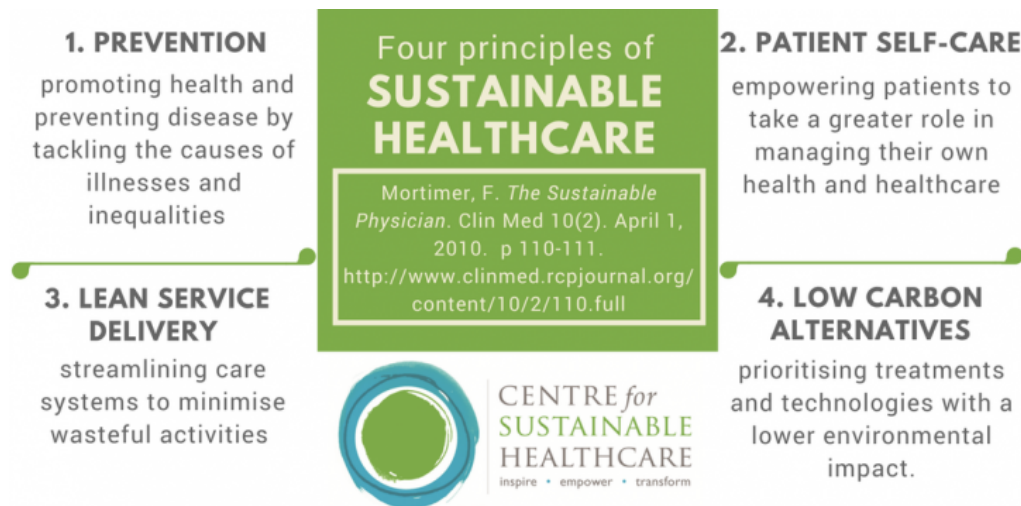 1. PREVENTION
promoting health and
preventing disease by
tackling the causes of
illnesses and
inequalities
Four principles of
SUSTAINABLE
HEALTHCARE
Mortimer, F. The Sustainable
Physician. Clin Med 10(2). April 1,
2010. p 110-111.
http://www.clinmed.rcpjournal.org/
content/10/2/110.full
2. PATIENT SELF-CARE
empowering patients to
take a greater role in
managing their own
health and healthcare
3. LEAN SERVICE
DELIVERY
streamlining care
systems to minimise
wasteful activities
4. LOW CARBON
ALTERNATIVES
prioritising treatments
and technologies with a
lower environmental
impact.
CENTRE for
SUSTAINABLE
HEALTHCARE
inspire • empower • transform